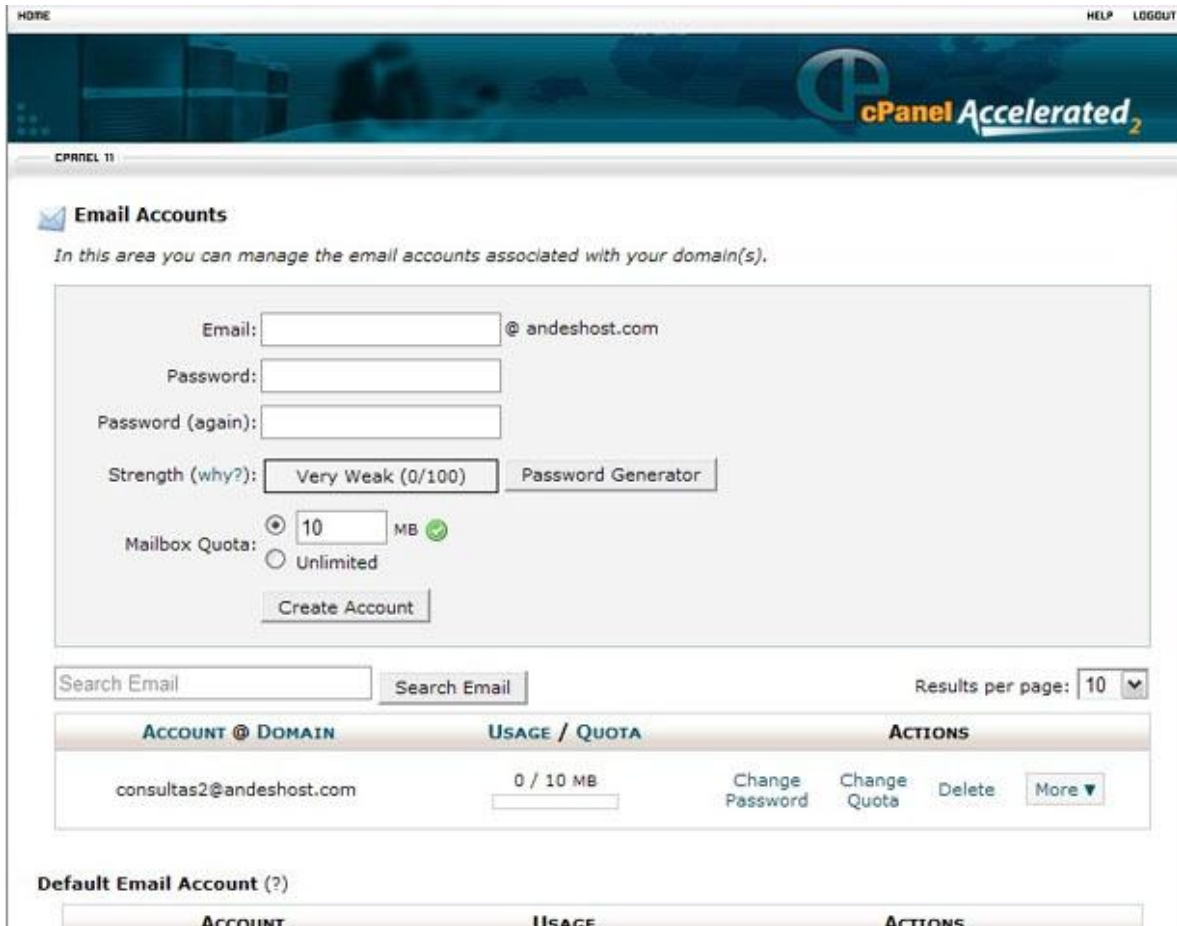 HOME HELP LOGOUT
cPanel Accelerated2
CPANEL 11
Email Accounts
In this area you can manage the email accounts associated with your domain(s).
Email: @ andeshost.com
Password:
Password (again):
Strength (why?): Very Weak (0/100) Password Generator
Mailbox Quota: 10 MB
Unlimited
Create Account
Search Email Search Email Results per page: 10
ACCOUNT @ DOMAIN USAGE / QUOTA ACTIONS
consultas2@andeshost.com 0 / 10 MB Change Password Change Quota Delete More ▼
Default Email Account (?)
ACCOUNT USAGE ACTIONS